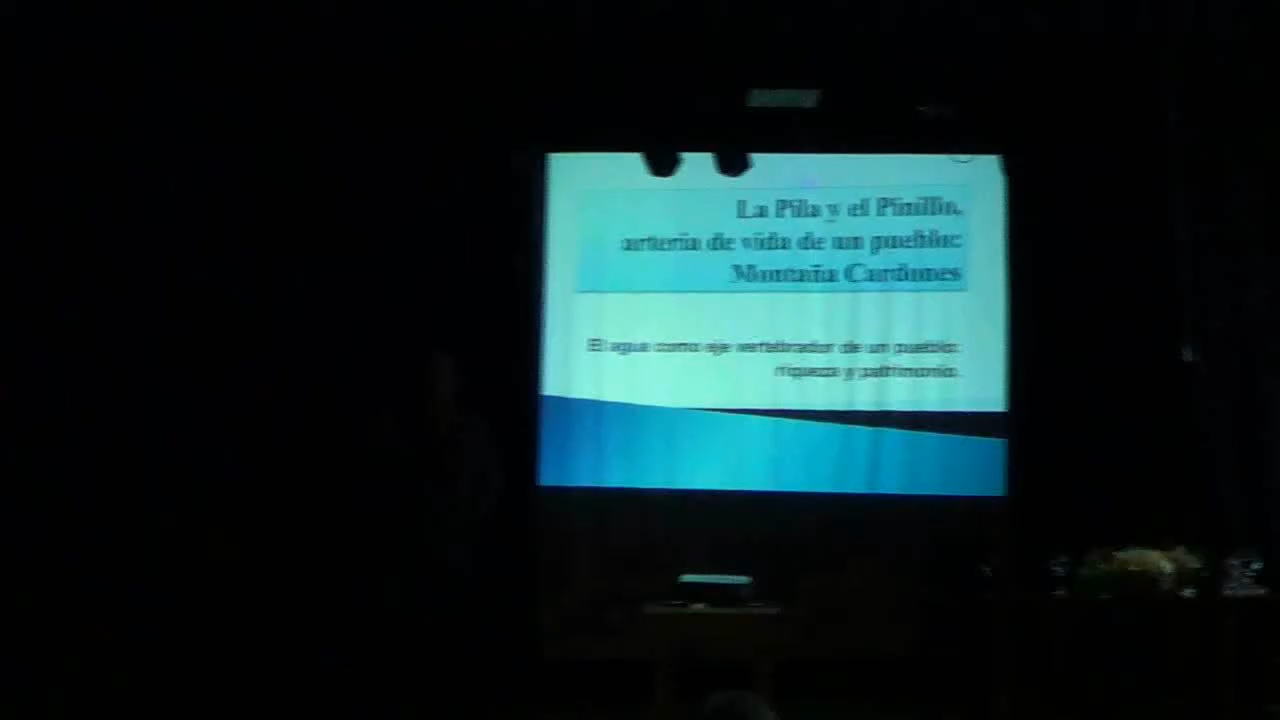 La Pila y el Pinillo,
arteria de vida de un pueblo:
Montaña Cardones
El agua como eje vertebrador de un pueblo:
riqueza y patrimonio.